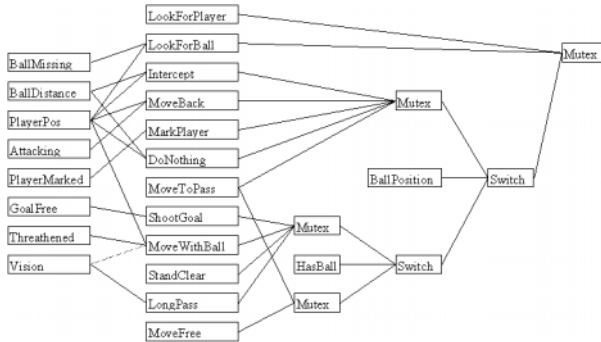 LookForPlayer
LookForBall
Mutex
BallMissing
Intercept
BallDistance
MoveBack
Mutex
PlayerPos
MarkPlayer
Attacking
DoNothing
PlayerMarked
MoveToPass
BallPosition
Switch
GoalFree
ShootGoal
Mutex
Threathened
MoveWithBall
Vision
StandClear
HasBall
Switch
LongPass
Mutex
MoveFree